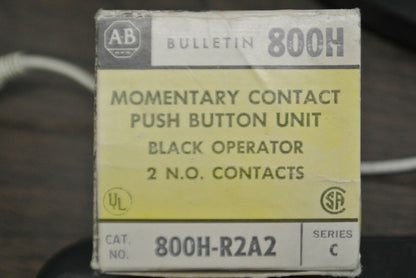 AB
BULLETIN 800H
MOMENTARY CONTACT
PUSH BUTTON UNIT
BLACK OPERATOR
2 N.O. CONTACTS
UL SA
CAT. NO. 800H-R2A2 SERIES C